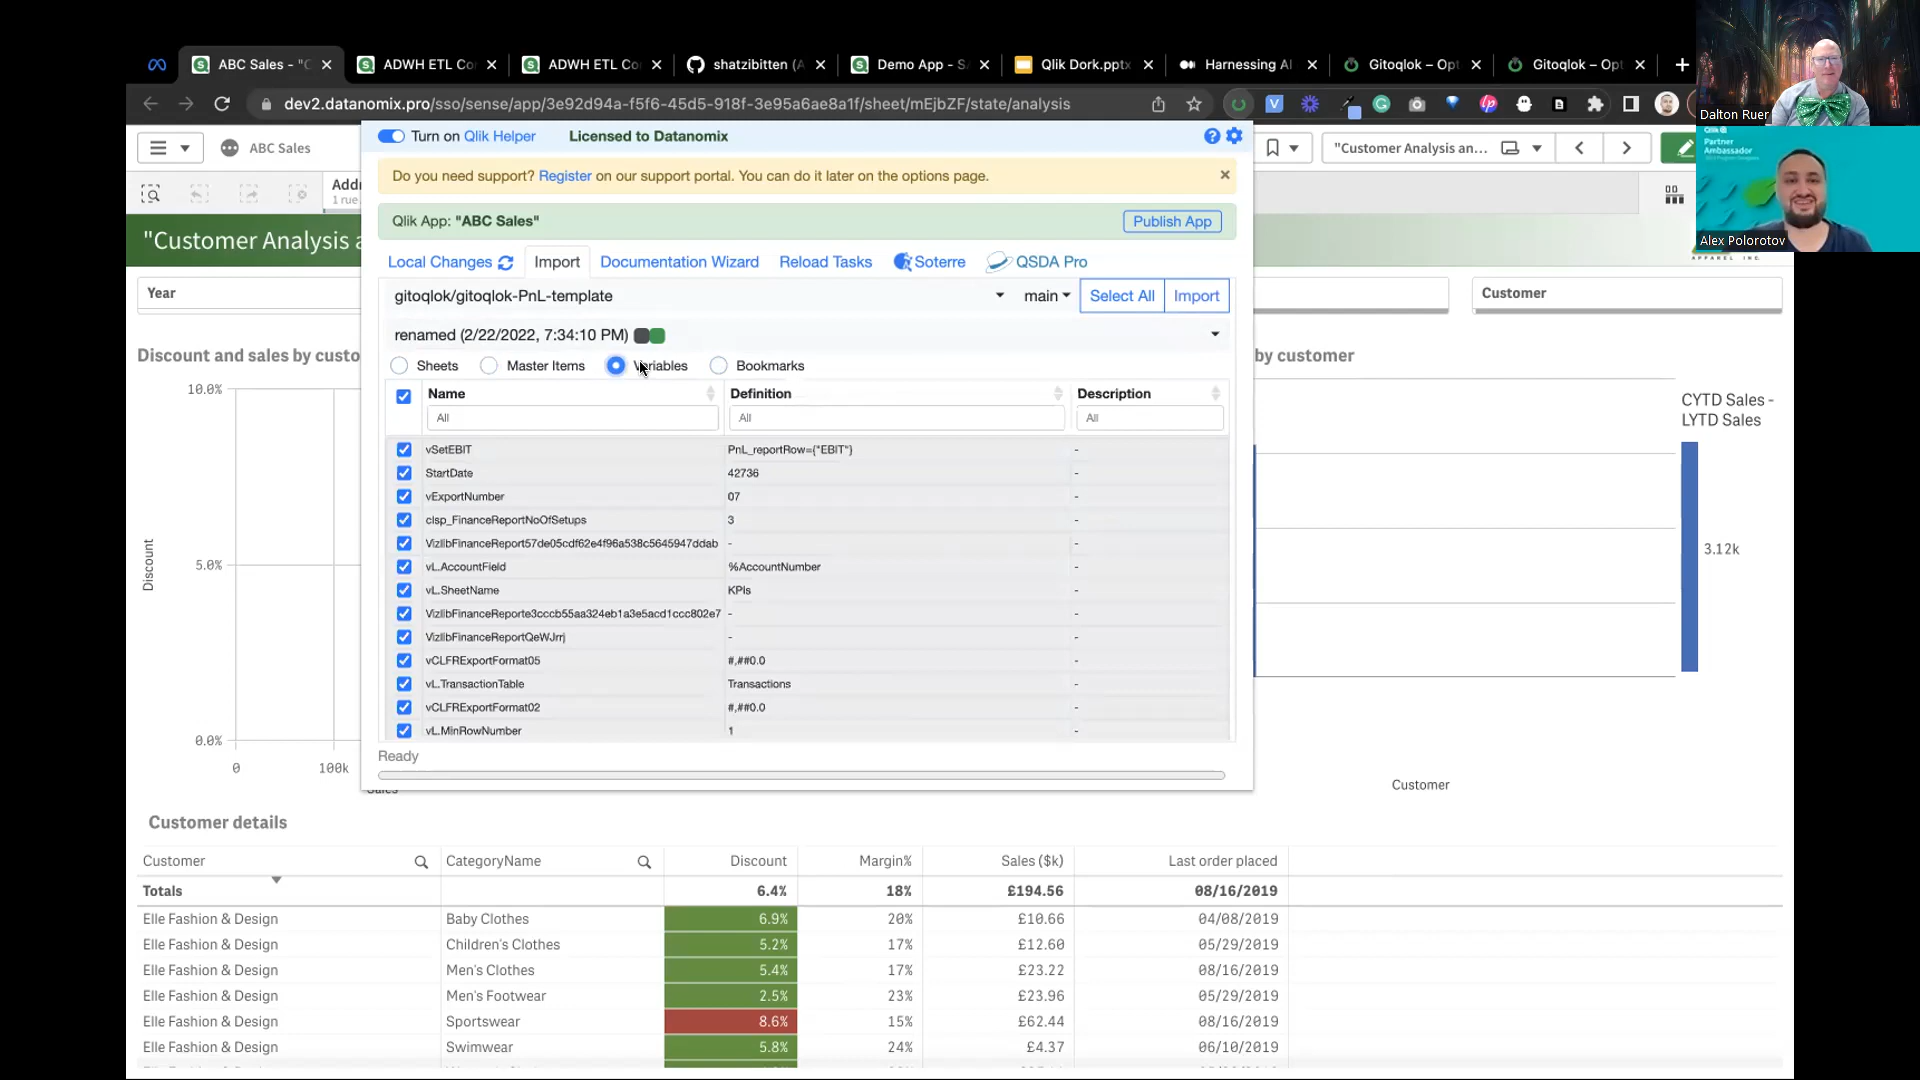 ABC Sales - "C
ADWH ETL Co
ADWH ETL Co
shatzibitten (A
Demo App - S
Qlik Dork.pptx
Harnessing AI
Gitoqlok – Opt
Gitoqlok – Opt
dev2.datanomix.pro/sso/sense/app/3e92d94a-f5f6-45d5-918f-3e95a6ae8a1f/sheet/mEjbZF/state/analysis
Dalton Ruer
Qlik
Partner
Ambassador
Alex Polorotov
ABC Sales
Turn on Qlik Helper
Licensed to Datanomix
"Customer Analysis an...
Do you need support? Register on our support portal. You can do it later on the options page.
Addr
1 rue
Qlik App: "ABC Sales"
Publish App
"Customer Analysis a
APPAREL INC.
Local Changes
Import
Documentation Wizard
Reload Tasks
Soterre
QSDA Pro
Year
gitoqlok/gitoqlok-PnL-template
main
Select All
Import
Customer
renamed (2/22/2022, 7:34:10 PM)
Discount and sales by custo
by customer
Sheets
Master Items
Variables
Bookmarks
Name
Definition
Description
All
All
All
vSetEBIT
PnL_reportRow={"EBIT"}
-
StartDate
42736
-
vExportNumber
07
-
clsp_FinanceReportNoOfSetups
3
-
VizlibFinanceReport57de05cdf62e4f96a538c5645947ddab
-
-
vL.AccountField
%AccountNumber
-
vL.SheetName
KPIs
-
VizlibFinanceReporte3cccb55aa324eb1a3e5acd1ccc802e7
-
-
VizlibFinanceReportQeWJrrj
-
-
vCLFRExportFormat05
#,##0.0
-
vL.TransactionTable
Transactions
-
vCLFRExportFormat02
#,##0.0
-
vL.MinRowNumber
1
-
Ready
10.0%
5.0%
0.0%
Discount
0
100k
Sales
CYTD Sales -
LYTD Sales
3.12k
Customer
Customer details
Customer
CategoryName
Discount
Margin%
Sales ($k)
Last order placed
Totals
6.4%
18%
£194.56
08/16/2019
Elle Fashion & Design
Baby Clothes
6.9%
20%
£10.66
04/08/2019
Elle Fashion & Design
Children's Clothes
5.2%
17%
£12.60
05/29/2019
Elle Fashion & Design
Men's Clothes
5.4%
17%
£23.22
08/16/2019
Elle Fashion & Design
Men's Footwear
2.5%
23%
£23.96
05/29/2019
Elle Fashion & Design
Sportswear
8.6%
15%
£62.44
08/16/2019
Elle Fashion & Design
Swimwear
5.8%
24%
£4.37
06/10/2019